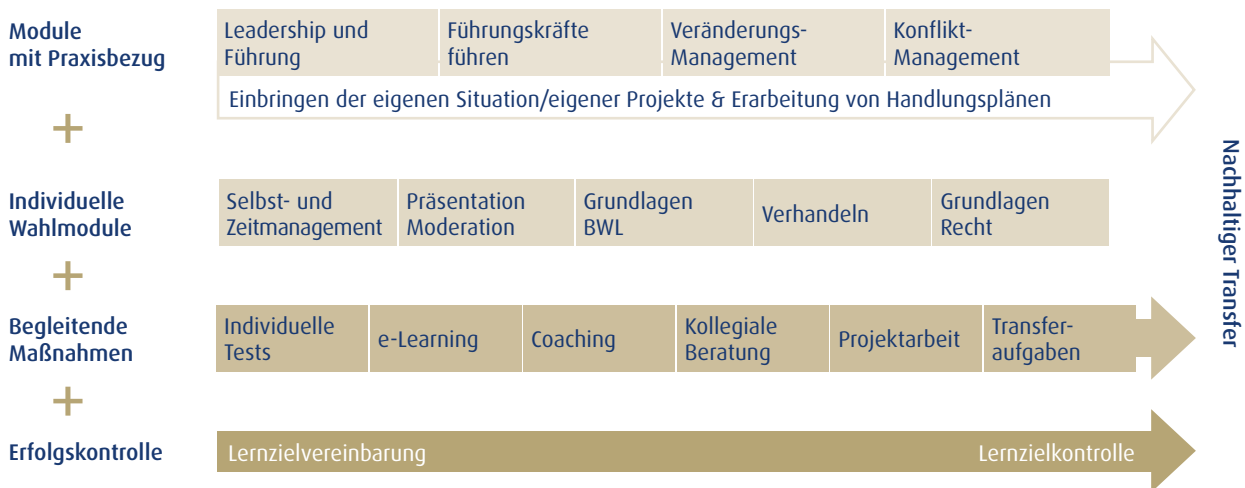 Module
mit Praxisbezug
Leadership und
Führung
Führungskräfte
führen
Veränderungs-
Management
Konflikt-
Management
Einbringen der eigenen Situation/eigener Projekte & Erarbeitung von Handlungsplänen
+
Individuelle
Wahlmodule
Selbst- und
Zeitmanagement
Präsentation
Moderation
Grundlagen
BWL
Verhandeln
Grundlagen
Recht
+
Begleitende
Maßnahmen
Individuelle
Tests
e-Learning
Coaching
Kollegiale
Beratung
Projektarbeit
Transfer-
aufgaben
+
Erfolgskontrolle
Lernzielvereinbarung
Lernzielkontrolle
Nachhaltiger Transfer